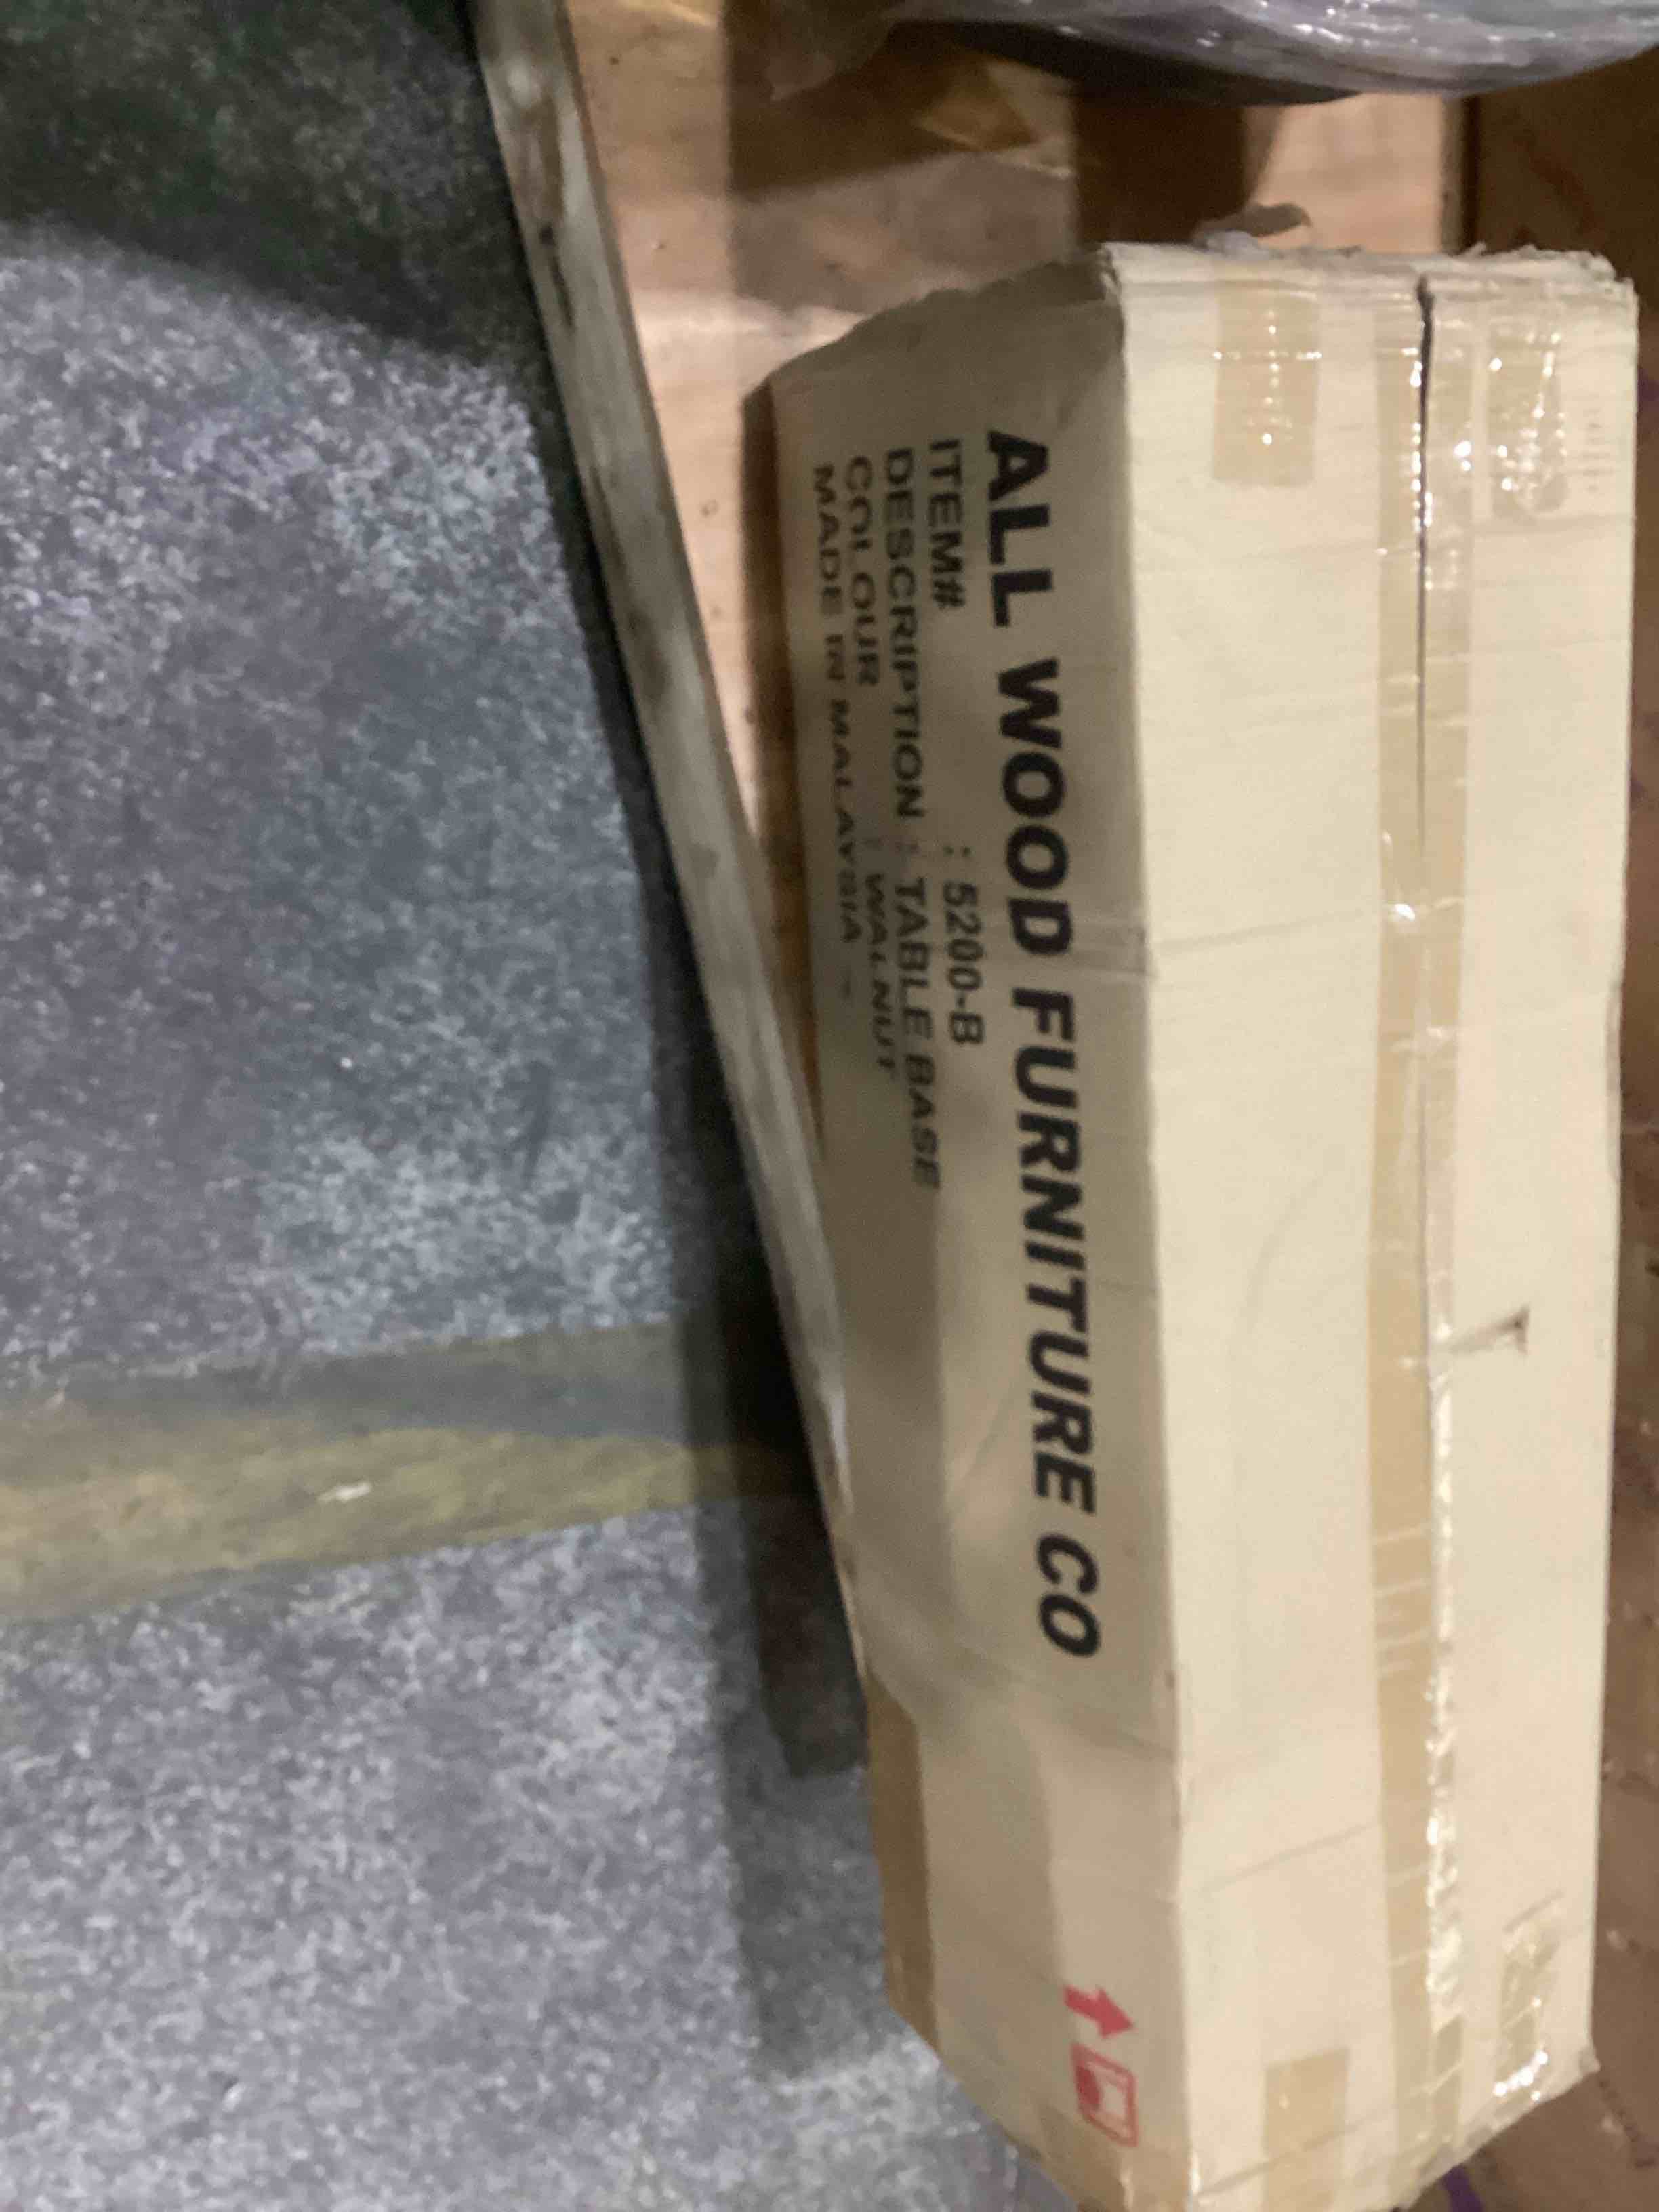 ALL WOOD FURNITURE CO
ITEM# : 5200-B
DESCRIPTION : TABLE BASE
COLOUR : WALNUT
MADE IN MALAYSIA